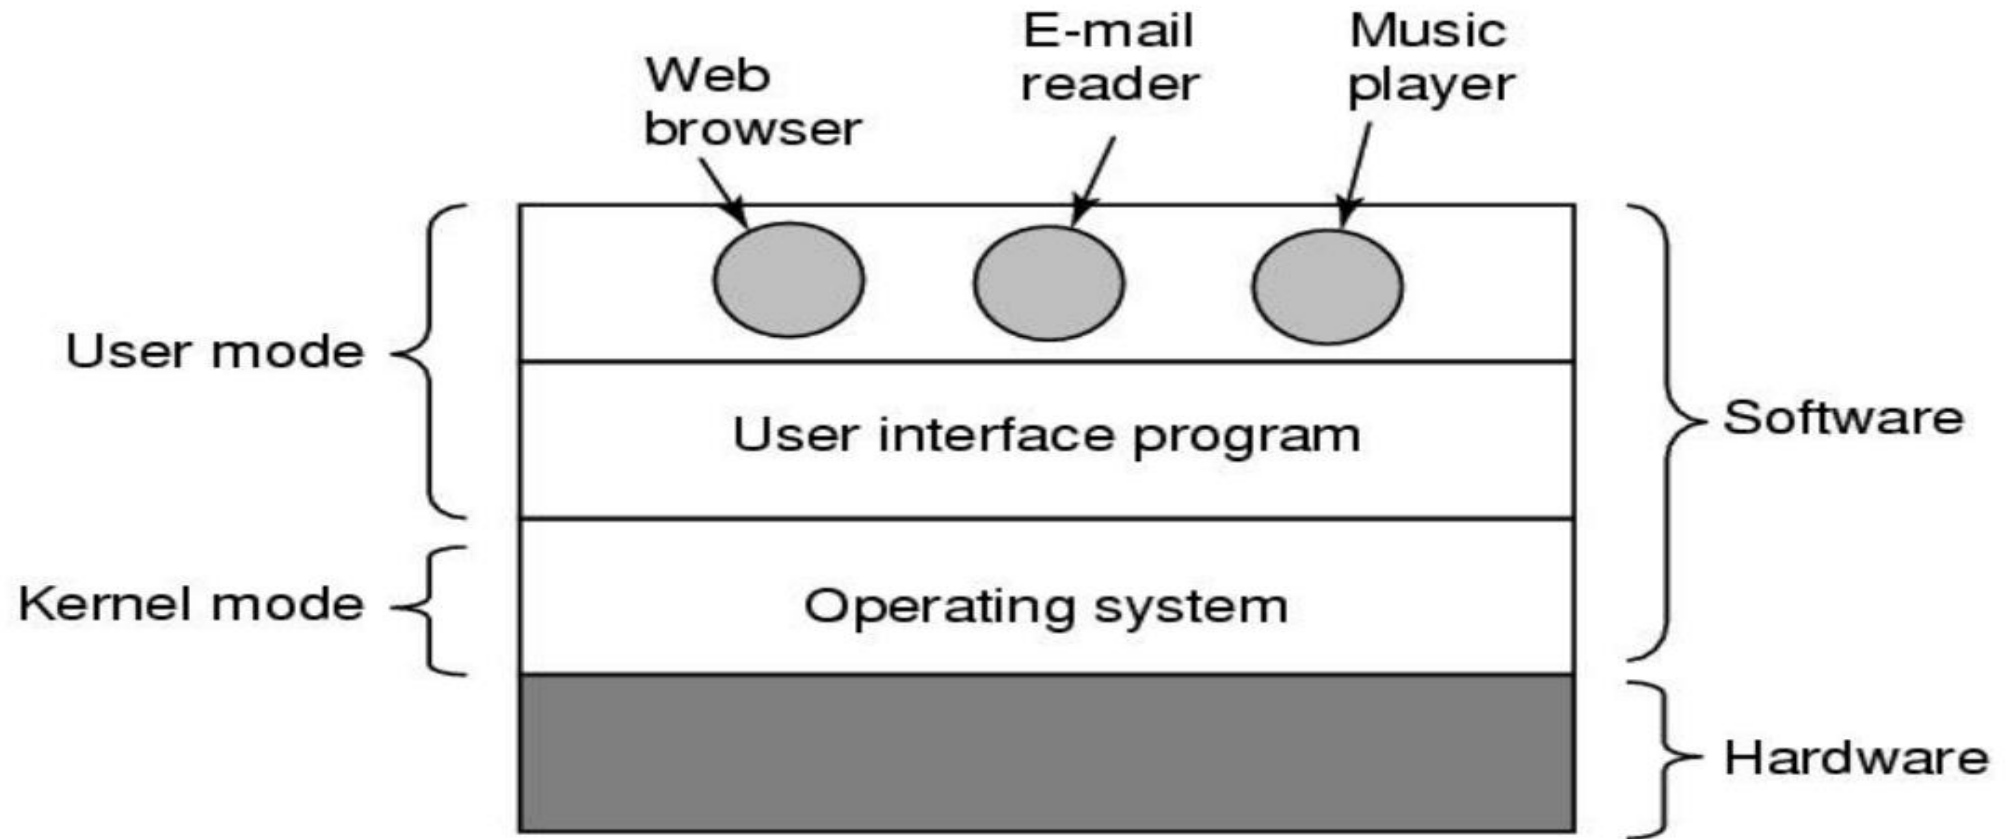 Web
browser
E-mail
reader
Music
player
User mode
User interface program
Software
Kernel mode
Operating system
Hardware